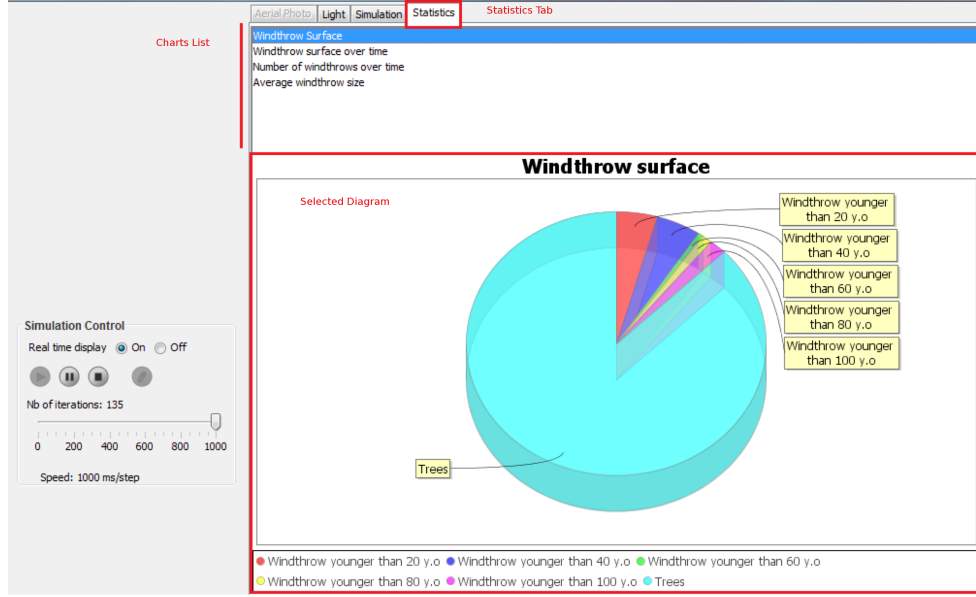 Aerial Photo Light Simulation Statistics Statistics Tab
Charts List
Windthrow Surface
Windthrow surface over time
Number of windthrows over time
Average windthrow size
Windthrow surface
Selected Diagram
Windthrow younger
than 20 y.o
Windthrow younger
than 40 y.o
Windthrow younger
than 60 y.o
Windthrow younger
than 80 y.o
Windthrow younger
than 100 y.o
Trees
Simulation Control
Real time display On Off
Nb of iterations: 135
0 200 400 600 800 1000
Speed: 1000 ms/step
Windthrow younger than 20 y.o Windthrow younger than 40 y.o Windthrow younger than 60 y.o
Windthrow younger than 80 y.o Windthrow younger than 100 y.o Trees